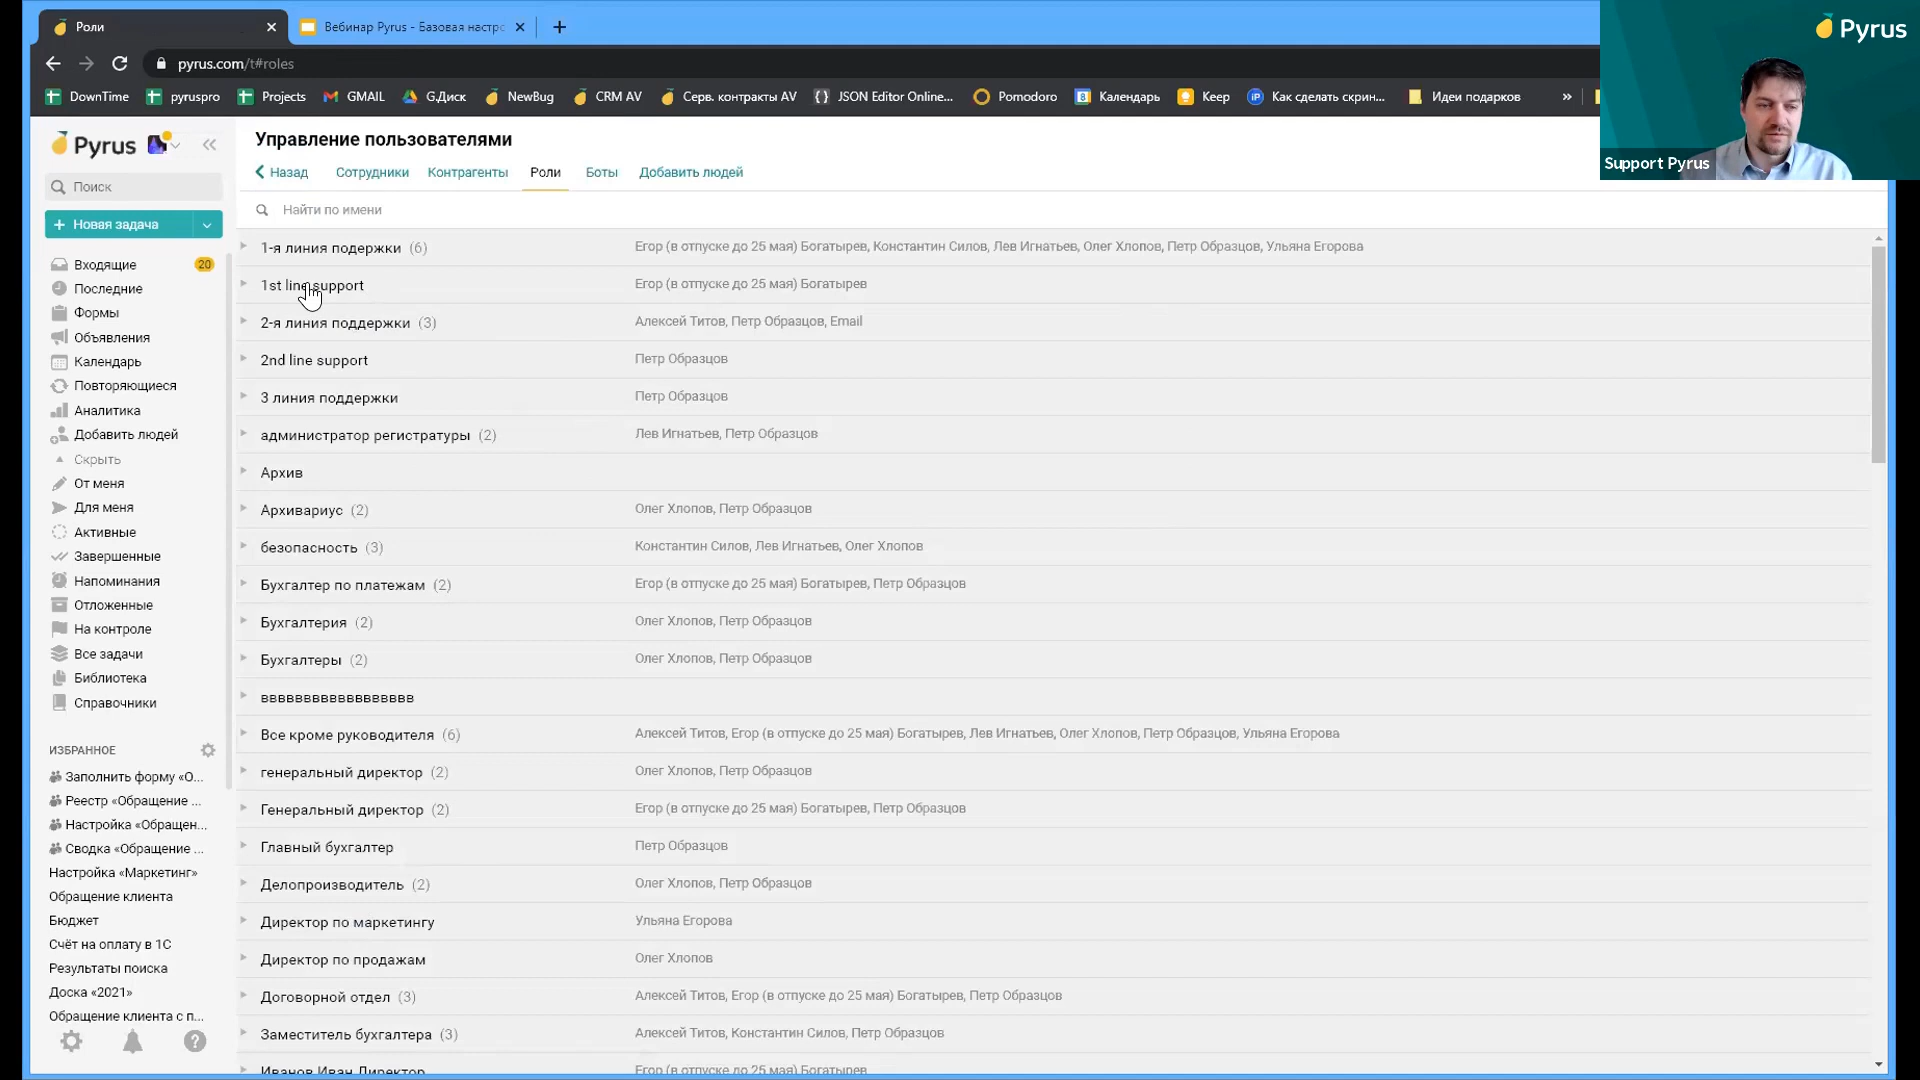 Роли
Вебинар Pyrus - Базовая настро
pyrus.com/t#roles
DownTime
pyruspro
Projects
GMAIL
G.Диск
NewBug
CRM AV
Серв. контракты AV
JSON Editor Online...
Pomodoro
Календарь
Keep
Как сделать скрин...
Идеи подарков
»
Pyrus
Support Pyrus
Pyrus
Поиск
+ Новая задача
Входящие 20
Последние
Формы
Объявления
Календарь
Повторяющиеся
Аналитика
Добавить людей
Скрыть
От меня
Для меня
Активные
Завершенные
Напоминания
Отложенные
На контроле
Все задачи
Библиотека
Справочники
ИЗБРАННОЕ
Заполнить форму «О...
Реестр «Обращение ...
Настройка «Обращен...
Сводка «Обращение ...
Настройка «Маркетинг»
Обращение клиента
Бюджет
Счёт на оплату в 1С
Результаты поиска
Доска «2021»
Обращение клиента с п...
Управление пользователями
Назад
Сотрудники
Контрагенты
Роли
Боты
Добавить людей
Найти по имени
1-я линия подержки (6) Егор (в отпуске до 25 мая) Богатырев, Константин Силов, Лев Игнатьев, Олег Хлопов, Петр Образцов, Ульяна Егорова
1st line support Егор (в отпуске до 25 мая) Богатырев
2-я линия поддержки (3) Алексей Титов, Петр Образцов, Email
2nd line support Петр Образцов
3 линия поддержки Петр Образцов
администратор регистратуры (2) Лев Игнатьев, Петр Образцов
Архив
Архивариус (2) Олег Хлопов, Петр Образцов
безопасность (3) Константин Силов, Лев Игнатьев, Олег Хлопов
Бухгалтер по платежам (2) Егор (в отпуске до 25 мая) Богатырев, Петр Образцов
Бухгалтерия (2) Олег Хлопов, Петр Образцов
Бухгалтеры (2) Олег Хлопов, Петр Образцов
вввввввввввввввввв
Все кроме руководителя (6) Алексей Титов, Егор (в отпуске до 25 мая) Богатырев, Лев Игнатьев, Олег Хлопов, Петр Образцов, Ульяна Егорова
генеральный директор (2) Олег Хлопов, Петр Образцов
Генеральный директор (2) Егор (в отпуске до 25 мая) Богатырев, Петр Образцов
Главный бухгалтер Петр Образцов
Делопроизводитель (2) Олег Хлопов, Петр Образцов
Директор по маркетингу Ульяна Егорова
Директор по продажам Олег Хлопов
Договорной отдел (3) Алексей Титов, Егор (в отпуске до 25 мая) Богатырев, Петр Образцов
Заместитель бухгалтера (3) Алексей Титов, Константин Силов, Петр Образцов
Иванов Иван Директор Егор (в отпуске до 25 мая) Богатырев